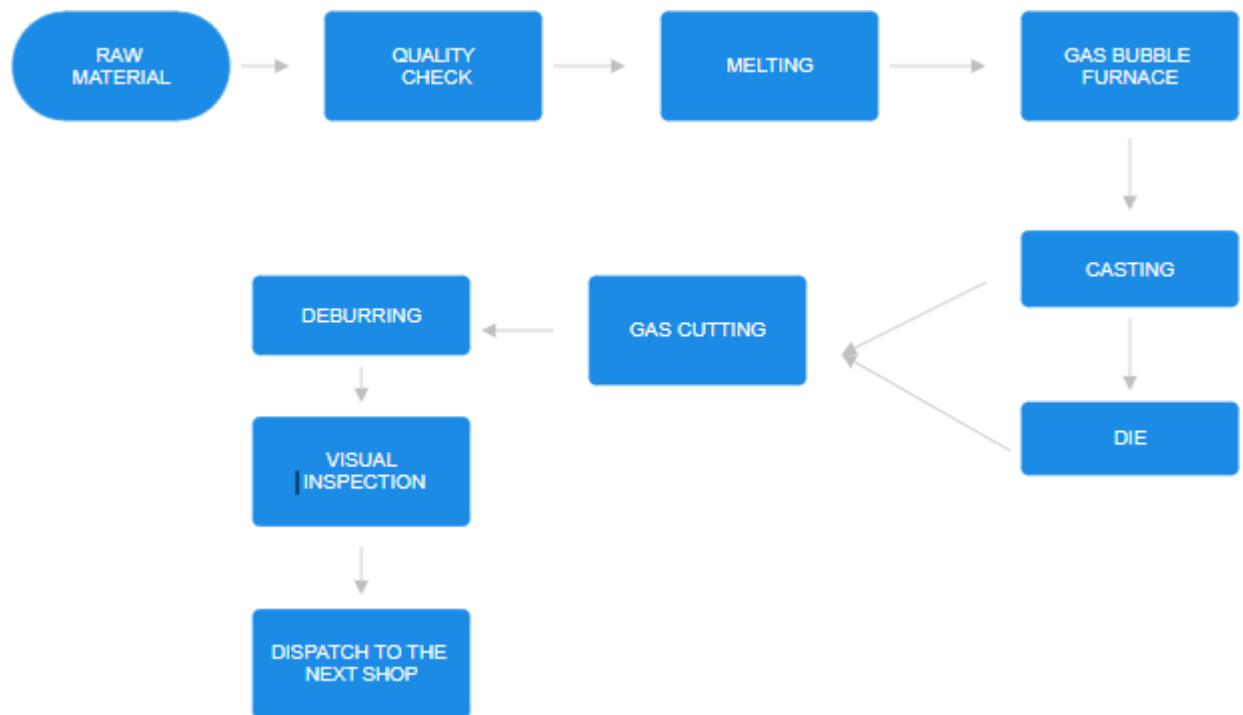 RAW
MATERIAL
QUALITY
CHECK
MELTING
GAS BUBBLE
FURNACE
CASTING
DIE
GAS CUTTING
DEBURRING
VISUAL
INSPECTION
DISPATCH TO THE
NEXT SHOP